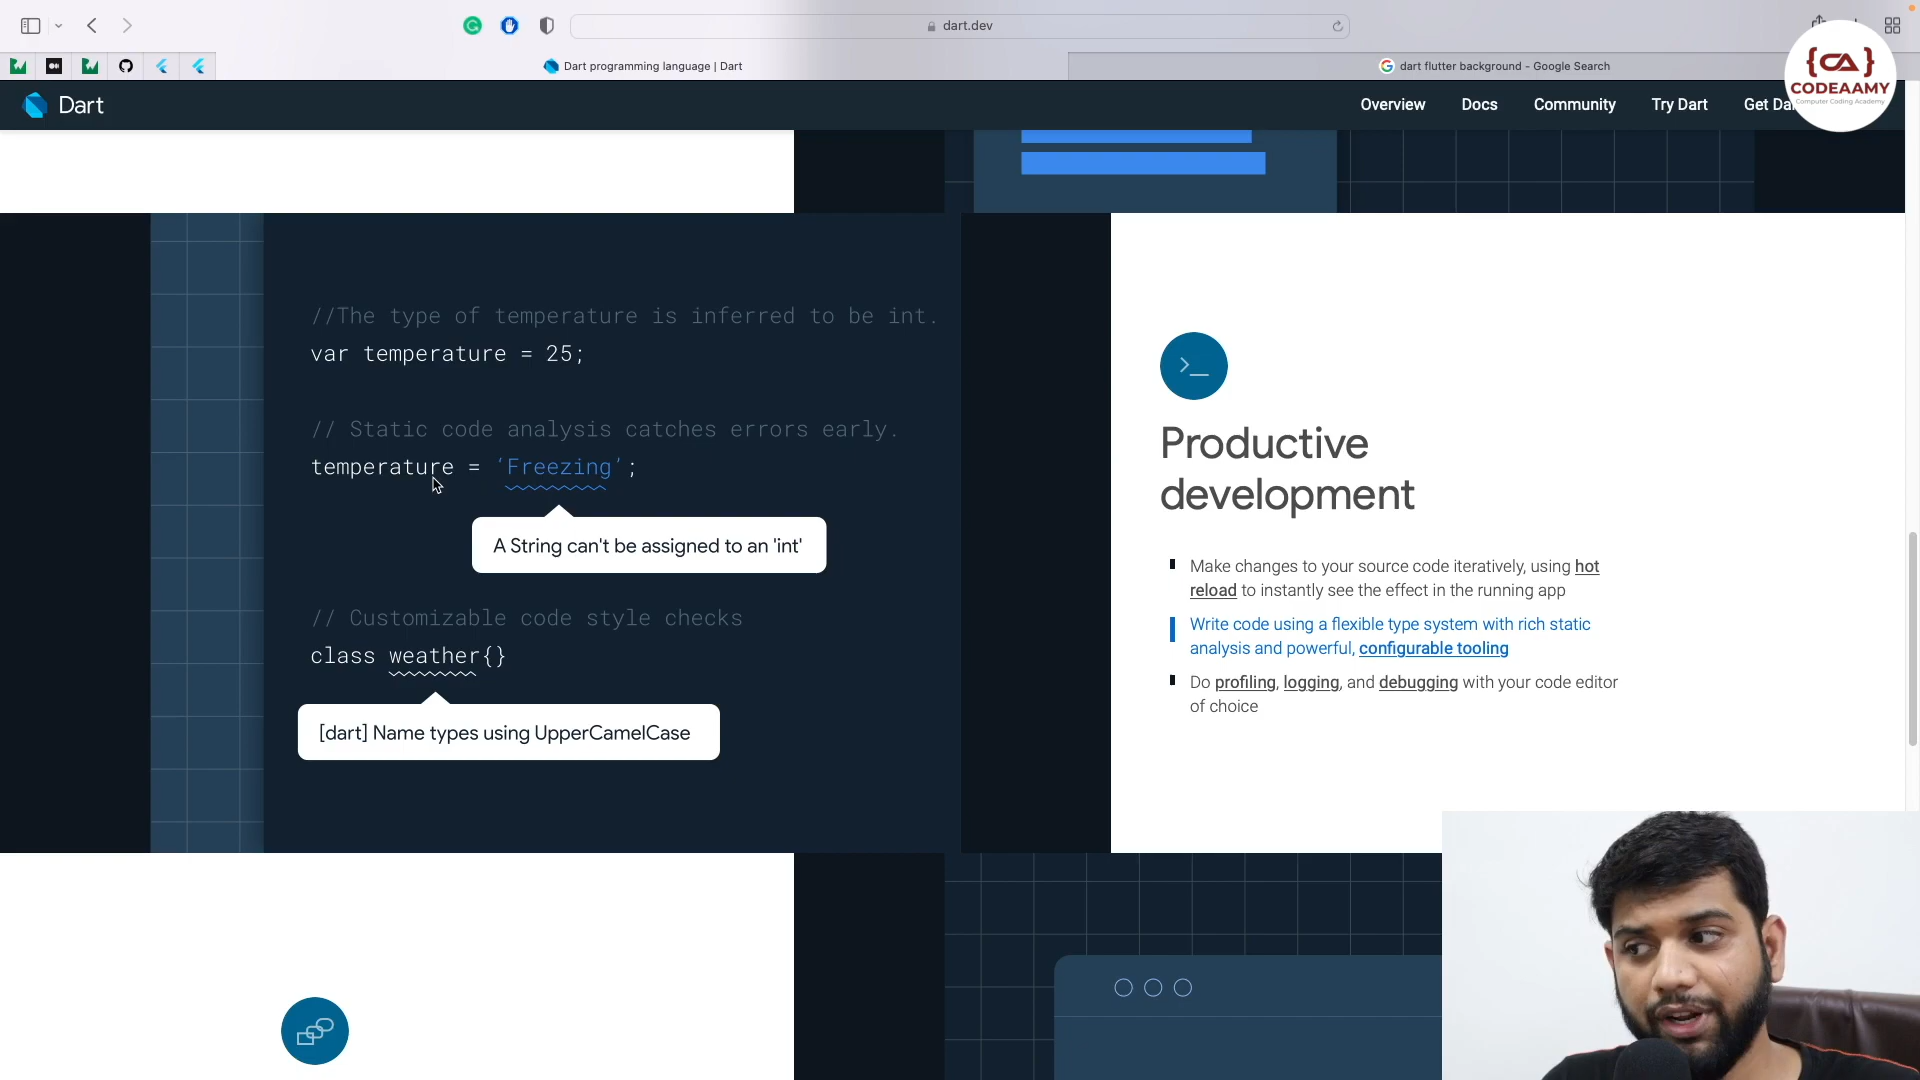 dart.dev
Dart programming language | Dart
dart flutter background - Google Search
{CA}
CODEAAMY
Computer Coding Academy
Dart
Overview
Docs
Community
Try Dart
//The type of temperature is inferred to be int.
var temperature = 25;
// Static code analysis catches errors early.
temperature = ‘Freezing’;
A String can't be assigned to an 'int'
// Customizable code style checks
class weather{}
[dart] Name types using UpperCamelCase
>_
Productive
development
Make changes to your source code iteratively, using hot
reload to instantly see the effect in the running app
Write code using a flexible type system with rich static
analysis and powerful, configurable tooling
Do profiling, logging, and debugging with your code editor
of choice